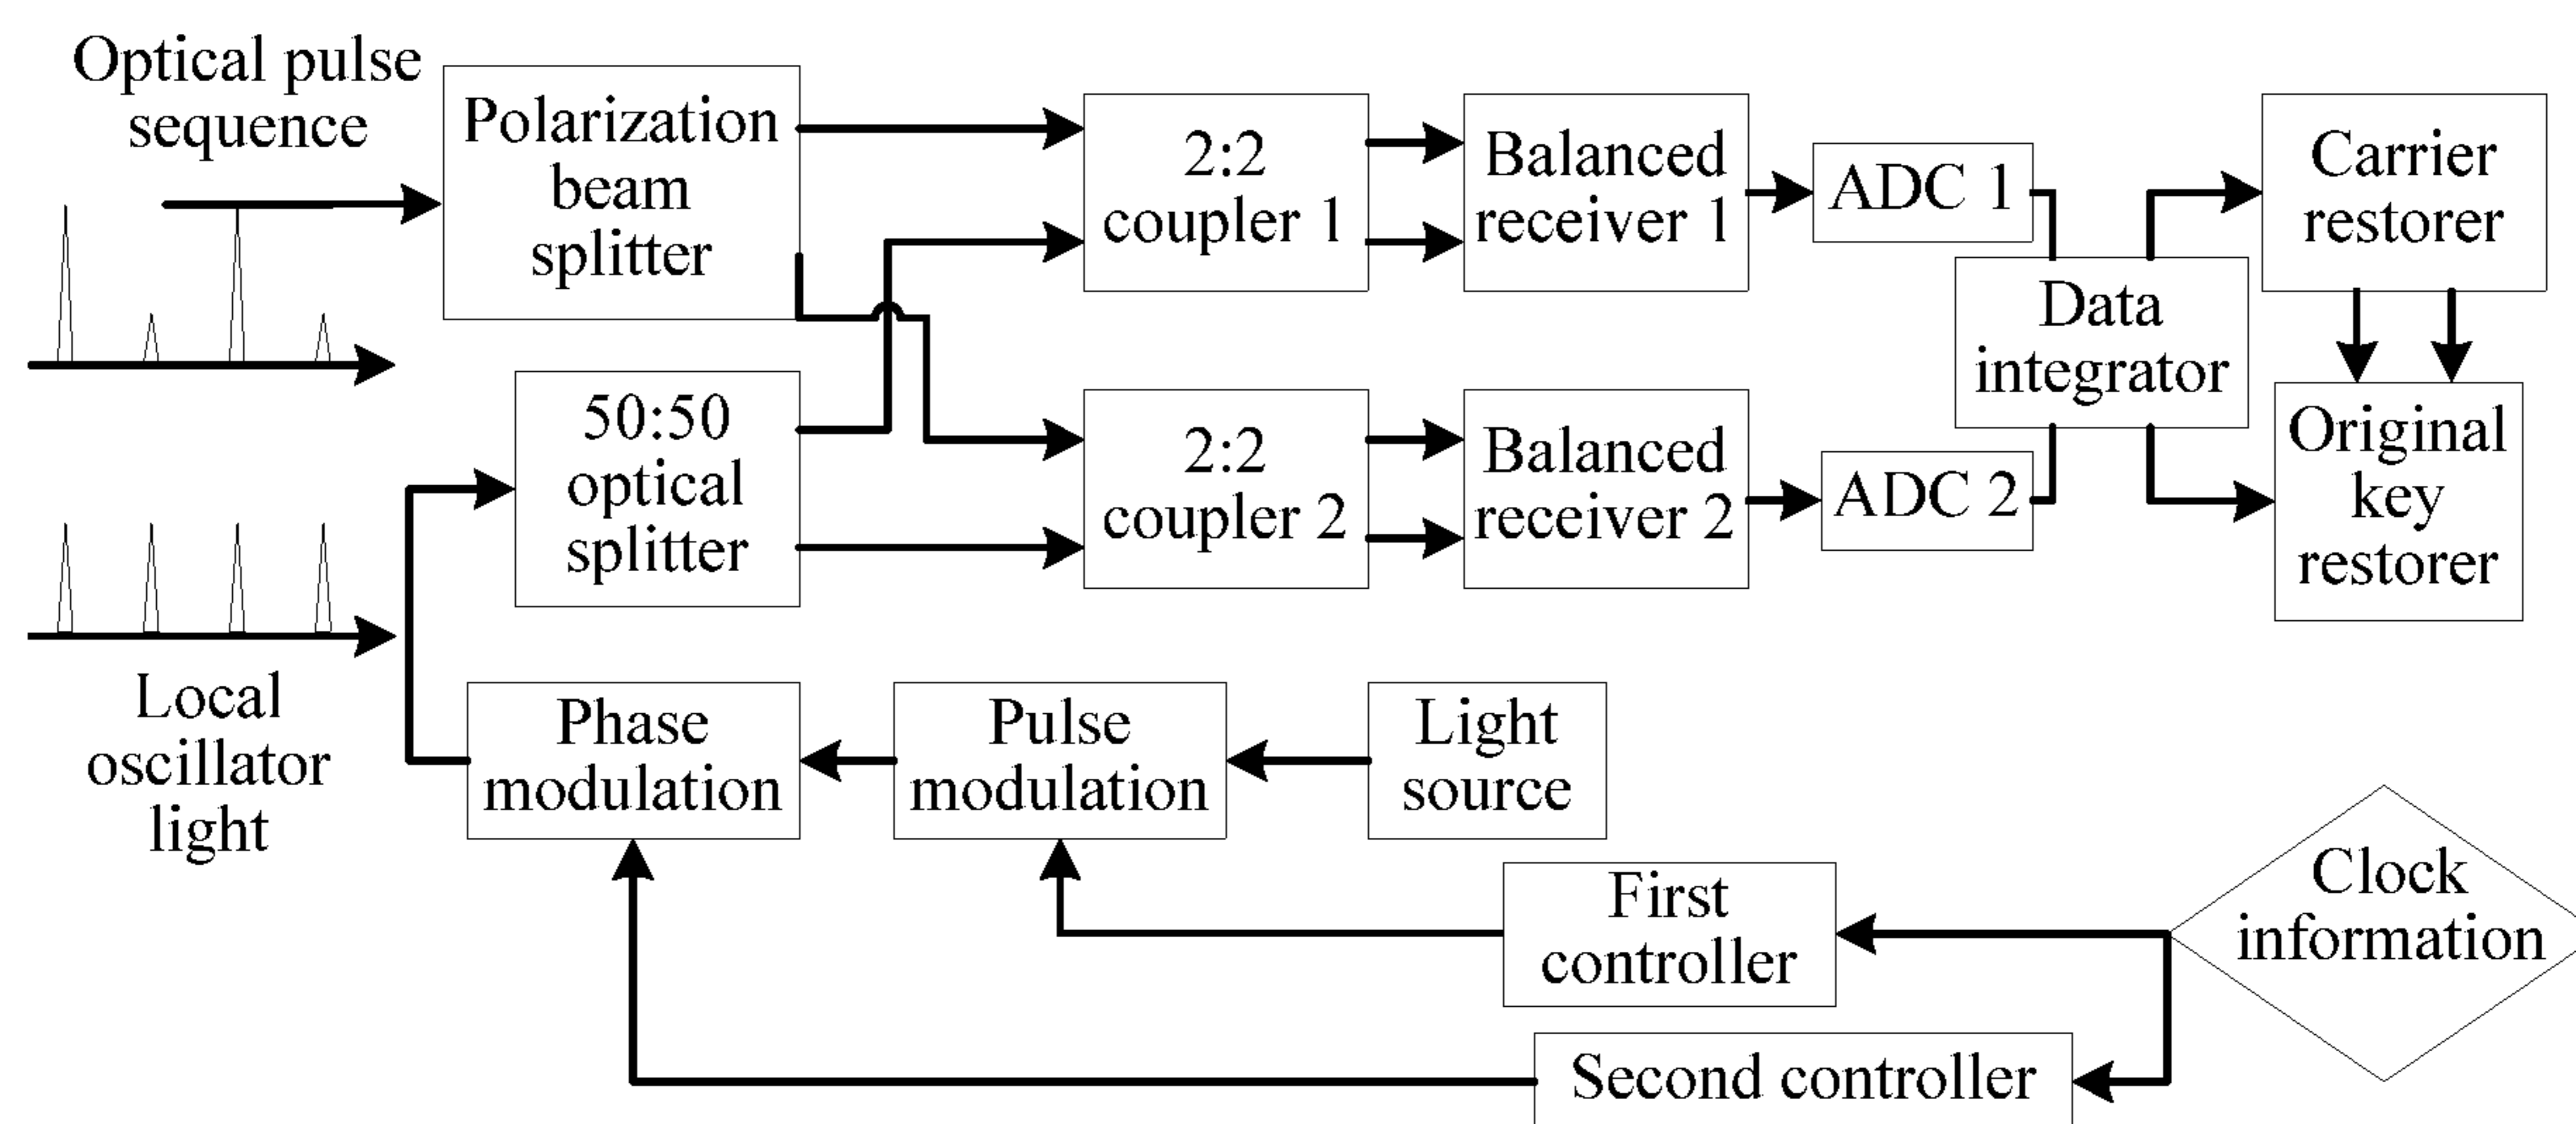 Optical pulse
sequence
Polarization
beam
splitter
2:2
coupler 1
Balanced
receiver 1
ADC 1
Carrier
restorer
Data
integrator
50:50
optical
splitter
2:2
coupler 2
Balanced
receiver 2
ADC 2
Original
key
restorer
Local
oscillator
light
Phase
modulation
Pulse
modulation
Light
source
First
controller
Clock
information
Second controller